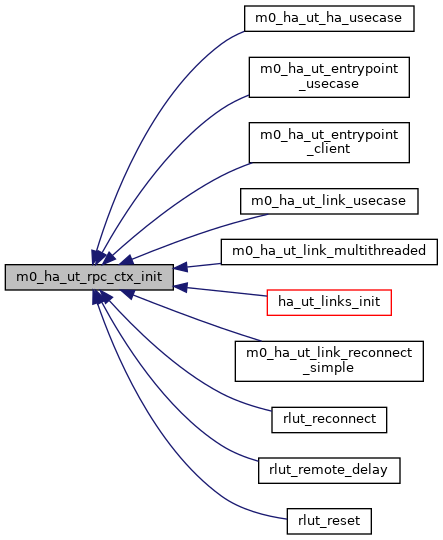 m0_ha_ut_ha_usecase
m0_ha_ut_entrypoint
_usecase
m0_ha_ut_entrypoint
_client
m0_ha_ut_link_usecase
m0_ha_ut_link_multithreaded
m0_ha_ut_rpc_ctx_init
ha_ut_links_init
m0_ha_ut_link_reconnect
_simple
rlut_reconnect
rlut_remote_delay
rlut_reset